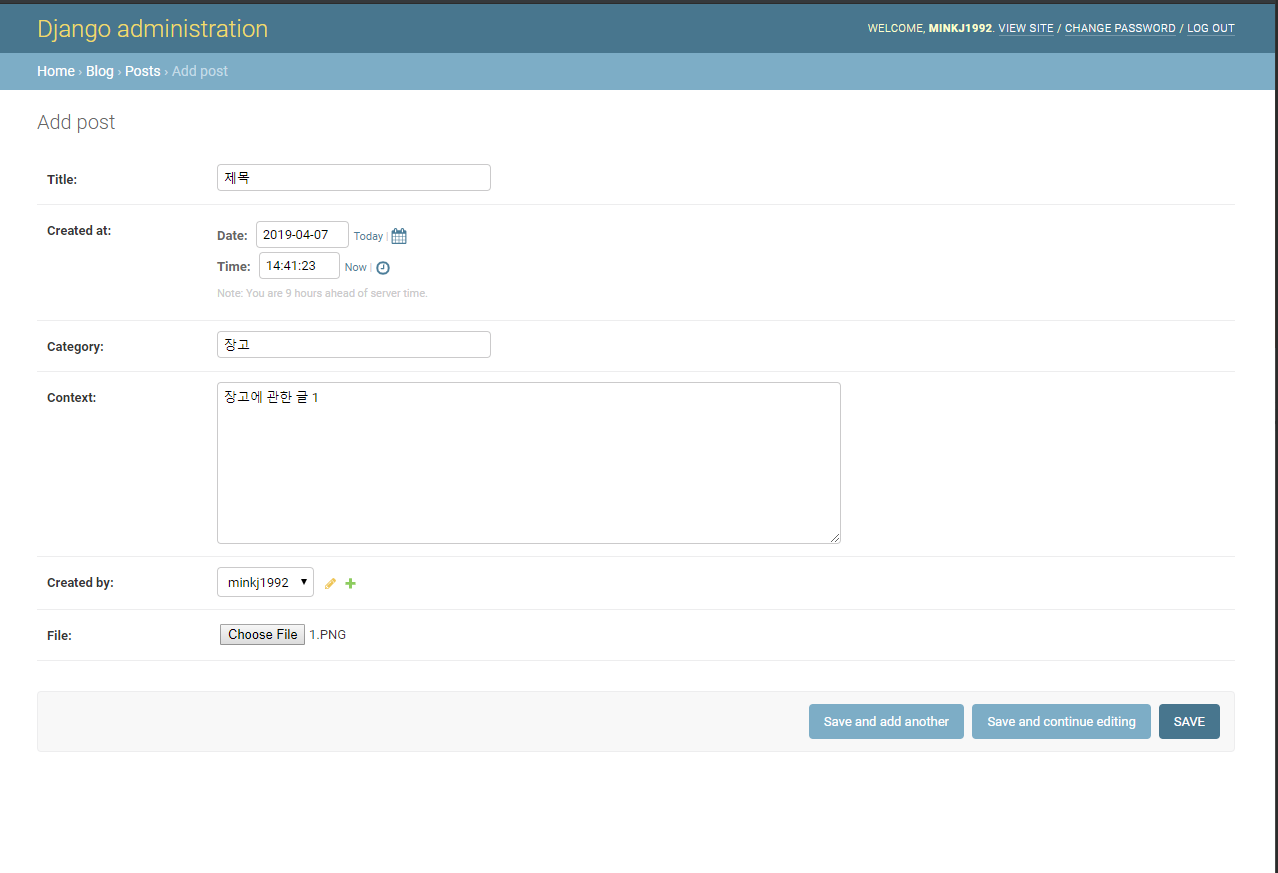 Django administration
WELCOME, MINKJ1992. VIEW SITE / CHANGE PASSWORD / LOG OUT
Home › Blog › Posts › Add post
Add post
Title: 제목
Created at:
Date: 2019-04-07 Today |
Time: 14:41:23 Now |
Note: You are 9 hours ahead of server time.
Category: 장고
Context: 장고에 관한 글 1
Created by: minkj1992
File: Choose File 1.PNG
Save and add another Save and continue editing SAVE